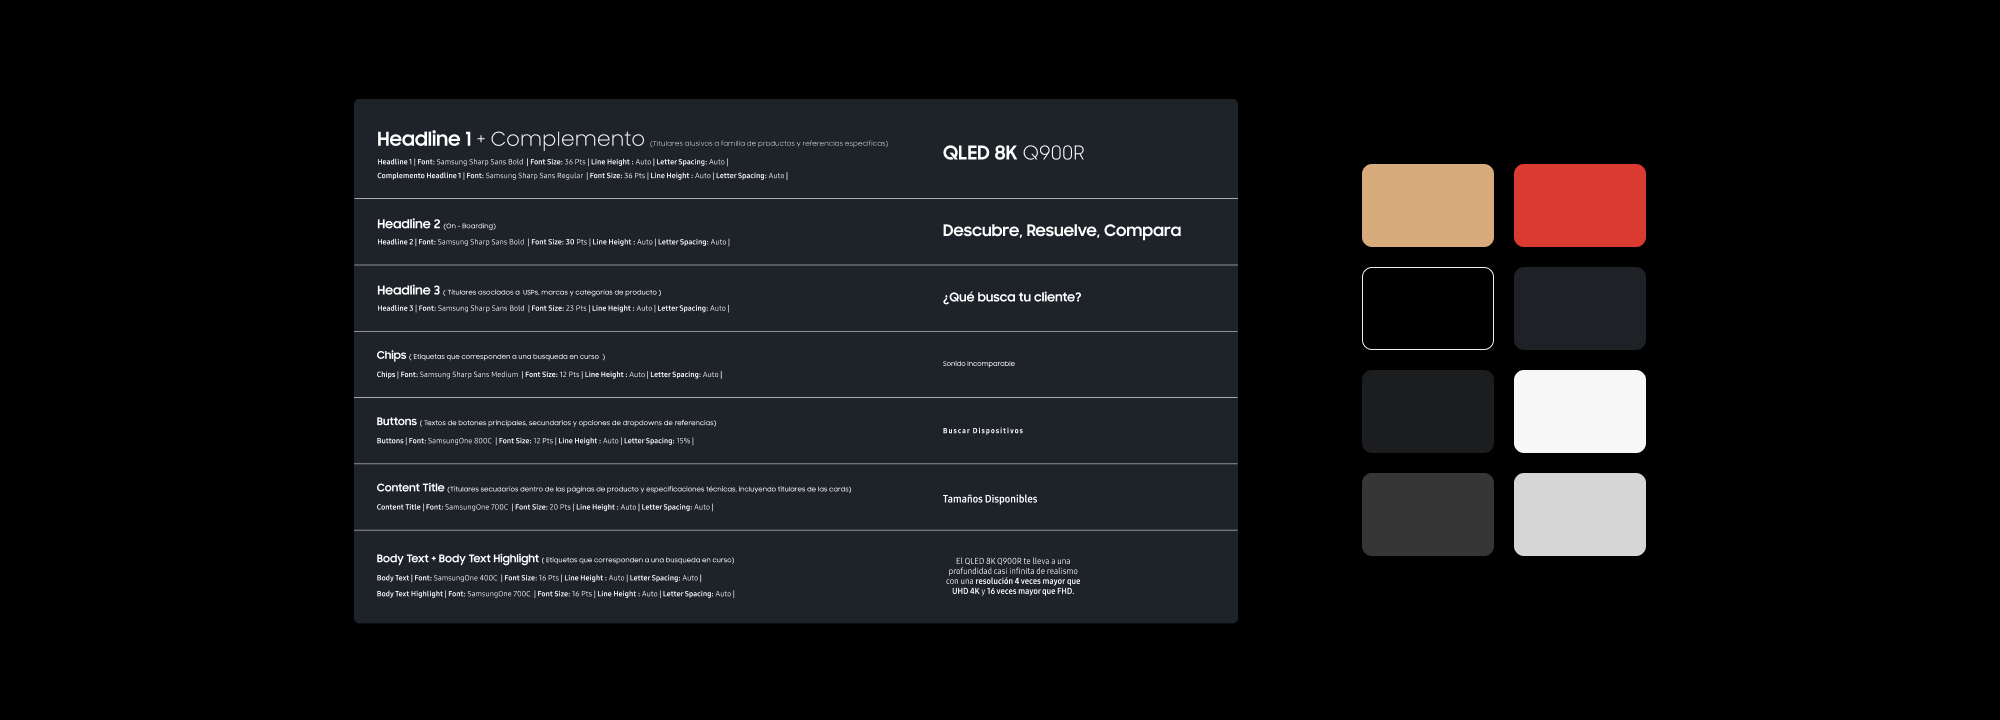 Headline 1 + Complemento (Titulares alusivos a familia de productos y referencias especificas)
Headline 1 | Font: Samsung Sharp Sans Bold | Font Size: 36 Pts | Line Height : Auto | Letter Spacing: Auto |
Complemento Headline 1 | Font: Samsung Sharp Sans Regular | Font Size: 36 Pts | Line Height : Auto | Letter Spacing: Auto |
QLED 8K Q900R
Headline 2 (On - Boarding)
Headline 2 | Font: Samsung Sharp Sans Bold | Font Size: 30 Pts | Line Height : Auto | Letter Spacing: Auto |
Descubre, Resuelve, Compara
Headline 3 ( Titulares asociados a USPs, marcas y categorías de producto )
Headline 3 | Font: Samsung Sharp Sans Bold | Font Size: 23 Pts | Line Height : Auto | Letter Spacing: Auto |
¿Qué busca tu cliente?
Chips ( Etiquetas que corresponden a una busqueda en curso )
Chips | Font: Samsung Sharp Sans Medium | Font Size: 12 Pts | Line Height : Auto | Letter Spacing: Auto |
Sonido Incomparable
Buttons ( Textos de botones principales, secundarios y opciones de dropdowns de referencias)
Buttons | Font: SamsungOne 800C | Font Size: 12 Pts | Line Height : Auto | Letter Spacing: 15% |
Buscar Dispositivos
Content Title (Titulares secudarios dentro de las páginas de producto y especificaciones técnicas, incluyendo titulares de las cards)
Content Title | Font: SamsungOne 700C | Font Size: 20 Pts | Line Height : Auto | Letter Spacing: Auto |
Tamaños Disponibles
Body Text + Body Text Highlight ( Etiquetas que corresponden a una busqueda en curso)
Body Text | Font: SamsungOne 400C | Font Size: 16 Pts | Line Height : Auto | Letter Spacing: Auto |
Body Text Highlight | Font: SamsungOne 700C | Font Size: 16 Pts | Line Height : Auto | Letter Spacing: Auto |
El QLED 8K Q900R te lleva a una
profundidad casi infinita de realismo
con una resolución 4 veces mayor que
UHD 4K y 16 veces mayor que FHD.